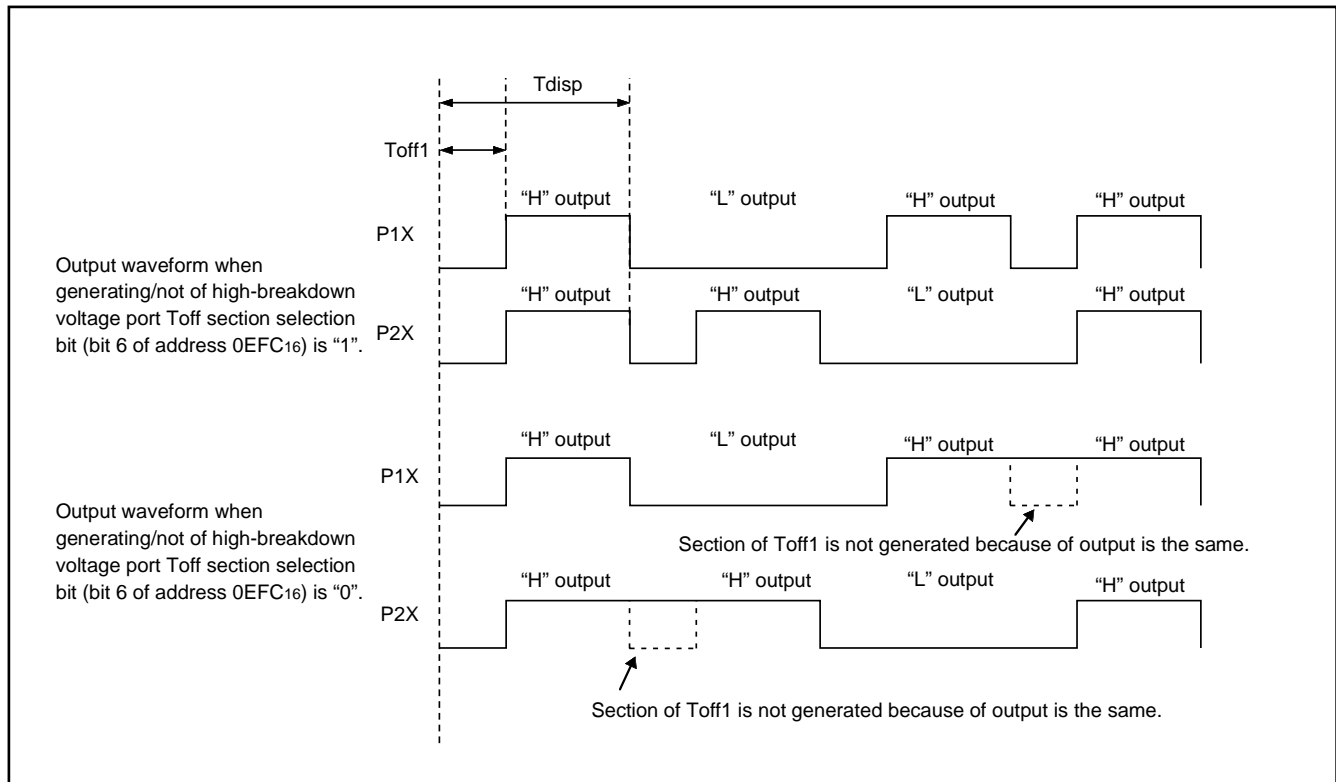 Tdisp
Toff1
“H” output “L” output “H” output “H” output
P1X
Output waveform when
generating/not of high-breakdown
voltage port Toff section selection
bit (bit 6 of address 0EFC16) is “1”.
“H” output “H” output “L” output “H” output
P2X
“H” output “L” output “H” output “H” output
P1X
Output waveform when
generating/not of high-breakdown
voltage port Toff section selection
bit (bit 6 of address 0EFC16) is “0”.
Section of Toff1 is not generated because of output is the same.
“H” output “H” output “L” output “H” output
P2X
Section of Toff1 is not generated because of output is the same.